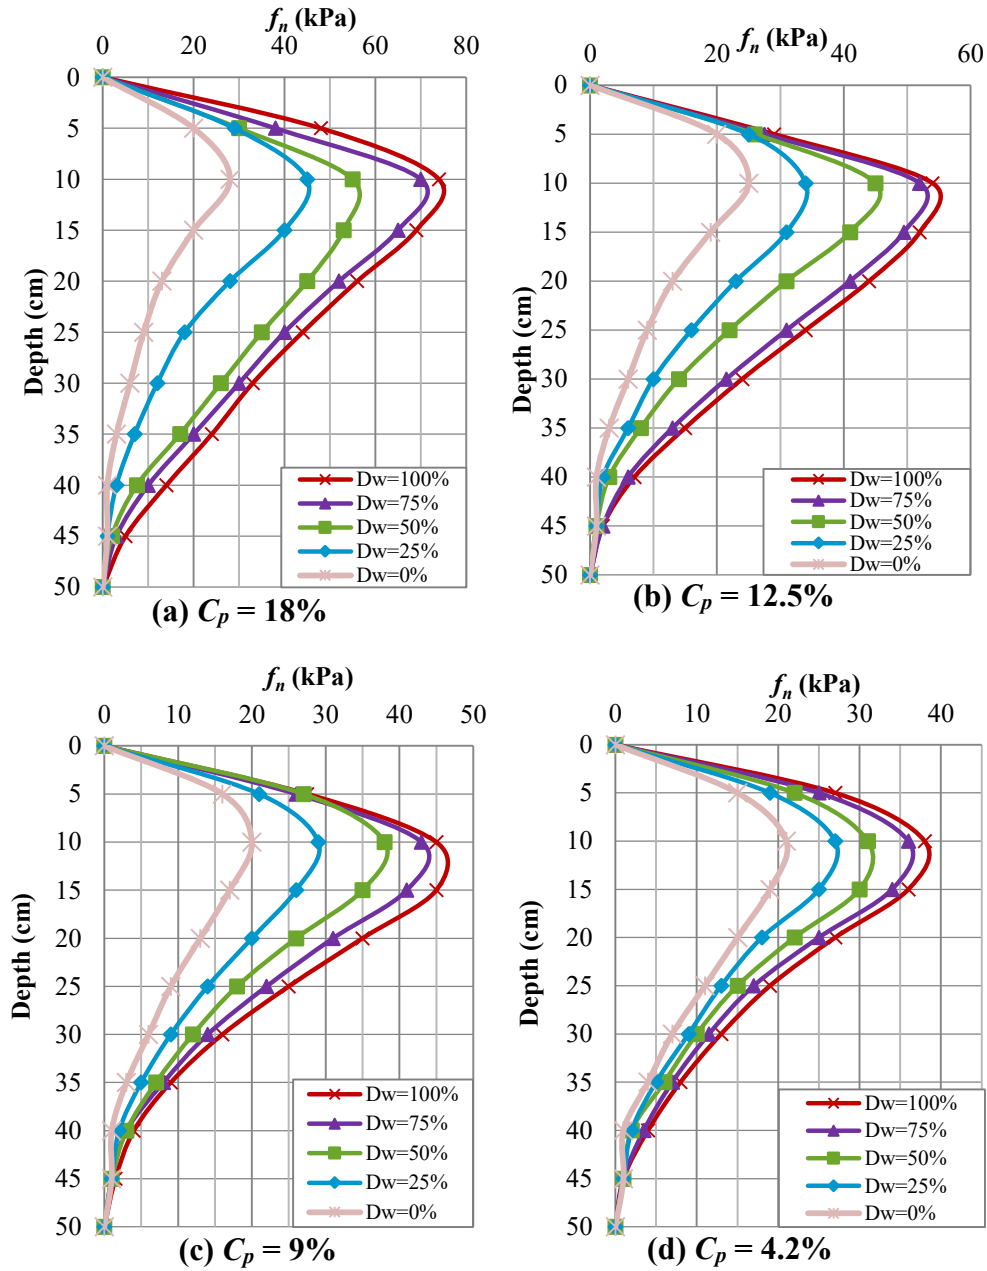 fn (kPa)
0 20 40 60 80
0
5
10
15
20
25
30
35
40
45
50
Depth (cm)
Dw=100%
Dw=75%
Dw=50%
Dw=25%
Dw=0%
(a) Cp = 18%
fn (kPa)
0 20 40 60
0
5
10
15
20
25
30
35
40
45
50
Depth (cm)
Dw=100%
Dw=75%
Dw=50%
Dw=25%
Dw=0%
(b) Cp = 12.5%
fn (kPa)
0 10 20 30 40 50
0
5
10
15
20
25
30
35
40
45
50
Depth (cm)
Dw=100%
Dw=75%
Dw=50%
Dw=25%
Dw=0%
(c) Cp = 9%
fn (kPa)
0 10 20 30 40
0
5
10
15
20
25
30
35
40
45
50
Depth (cm)
Dw=100%
Dw=75%
Dw=50%
Dw=25%
Dw=0%
(d) Cp = 4.2%